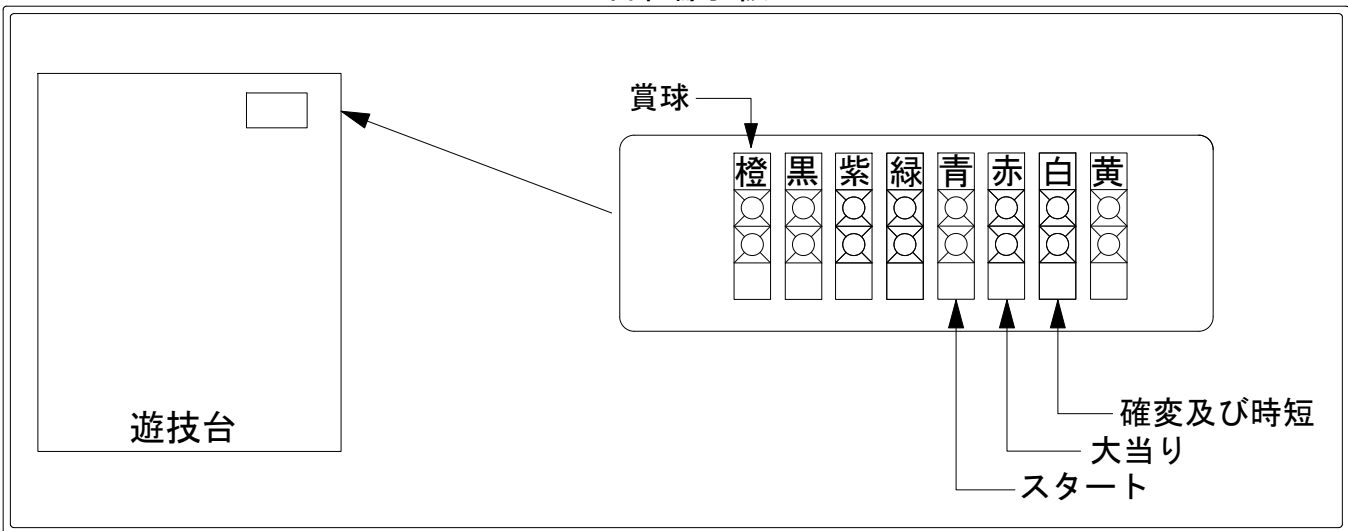 賞球
橙 黒 紫 緑 青 赤 白 黄
遊技台
確変及び時短
大当り
スタート